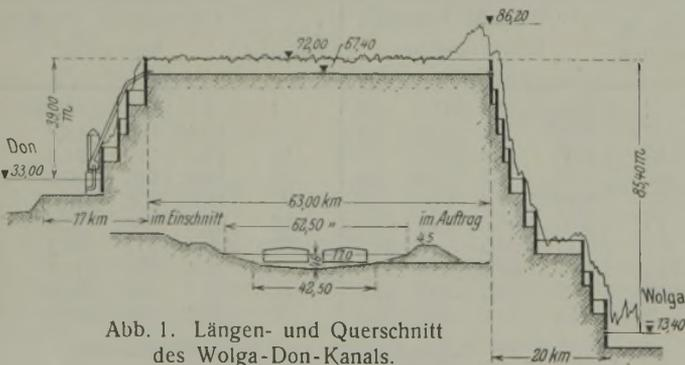 86,20
72,00
67,40
39,00 m
Don
33,00
85,40 m
63,00 km
17 km
im Einschnitt
62,50 "
im Auftrag
4,5
11,0
42,50
Wolga
= 13,40
20 km
Abb. 1. Längen- und Querschnitt
des Wolga-Don-Kanals.